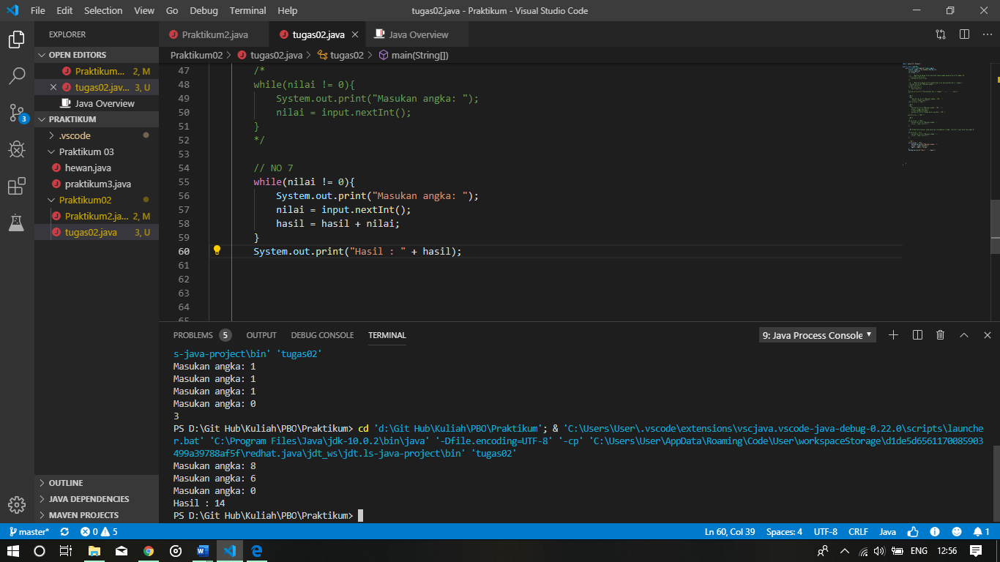 File Edit Selection View Go Debug Terminal Help
tugas02.java - Praktikum - Visual Studio Code
EXPLORER
OPEN EDITORS
Praktikum... 2, M
tugas02.jav... 3, U
Java Overview
PRAKTIKUM
.vscode
Praktikum 03
hewan.java
praktikum3.java
Praktikum02
Praktikum2.ja... 2, M
tugas02.java 3, U
OUTLINE
JAVA DEPENDENCIES
MAVEN PROJECTS
3
Praktikum2.java tugas02.java Java Overview
Praktikum02 > tugas02.java > tugas02 > main(String[])
47 /*
48 while(nilai != 0){
49 System.out.print("Masukan angka: ");
50 nilai = input.nextInt();
51 }
52 */
53
54 // NO 7
55 while(nilai != 0){
56 System.out.print("Masukan angka: ");
57 nilai = input.nextInt();
58 hasil = hasil + nilai;
59 }
60 System.out.print("Hasil : " + hasil);
61
62
63
64
65
PROBLEMS 5 OUTPUT DEBUG CONSOLE TERMINAL
9: Java Process Console
s-java-project\bin' 'tugas02'
Masukan angka: 1
Masukan angka: 1
Masukan angka: 1
Masukan angka: 0
3
PS D:\Git Hub\Kuliah\PBO\Praktikum> cd 'd:\Git Hub\Kuliah\PBO\Praktikum'; & 'C:\Users\User\.vscode\extensions\vscjava.vscode-java-debug-0.22.0\scripts\launche
r.bat' 'C:\Program Files\Java\jdk-10.0.2\bin\java' '-Dfile.encoding=UTF-8' '-cp' 'C:\Users\User\AppData\Roaming\Code\User\workspaceStorage\d1de5d6561170085903
499a39788af5f\redhat.java\jdt_ws\jdt.ls-java-project\bin' 'tugas02'
Masukan angka: 8
Masukan angka: 6
Masukan angka: 0
Hasil : 14
PS D:\Git Hub\Kuliah\PBO\Praktikum>
master* 0 5
Ln 60, Col 39 Spaces: 4 UTF-8 CRLF Java 1
ENG 12:56